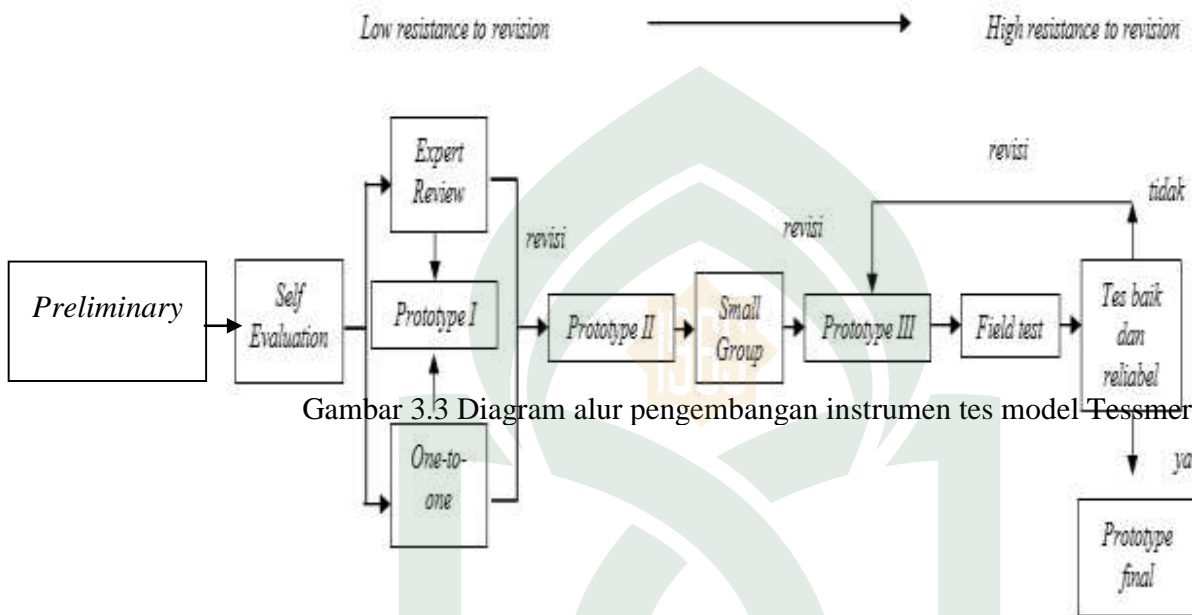 Low resistance to revision
High resistance to revision
Expert
Review
revisi
revisi
revisi
tidak
Preliminary
Self
Evaluation
Prototype I
Prototype II
Small
Group
Prototype III
Field test
Tes baik
dan
reliabel
Gambar 3.3 Diagram alur pengembangan instrumen tes model Tessmer
One-to-
one
ya
Prototype
final